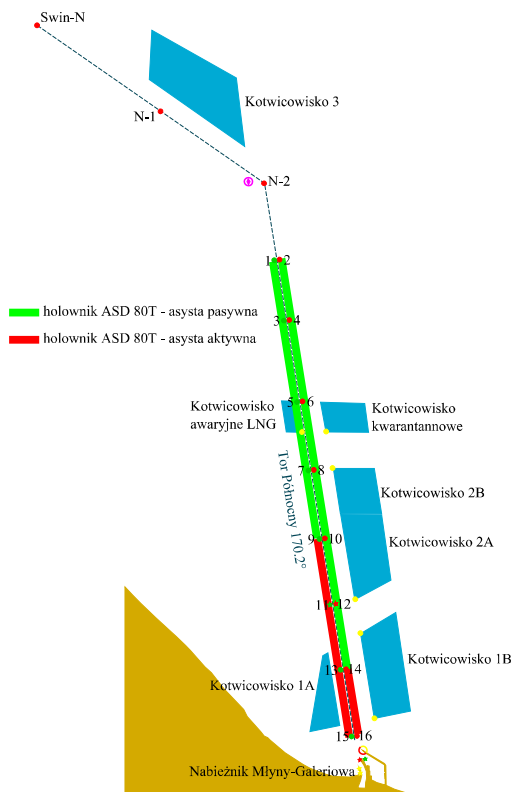 Swin-N
Kotwicowisko 3
N-1
N-2
1 2
holownik ASD 80T - asysta pasywna
3 4
holownik ASD 80T - asysta aktywna
5 6
Kotwicowisko
awaryjne LNG
Kotwicowisko
kwarantannowe
Tor Północny 170.2°
7 8
Kotwicowisko 2B
9 10
Kotwicowisko 2A
11 12
13 14
Kotwicowisko 1B
Kotwicowisko 1A
15 16
Nabieżnik Młyny-Galeriowa